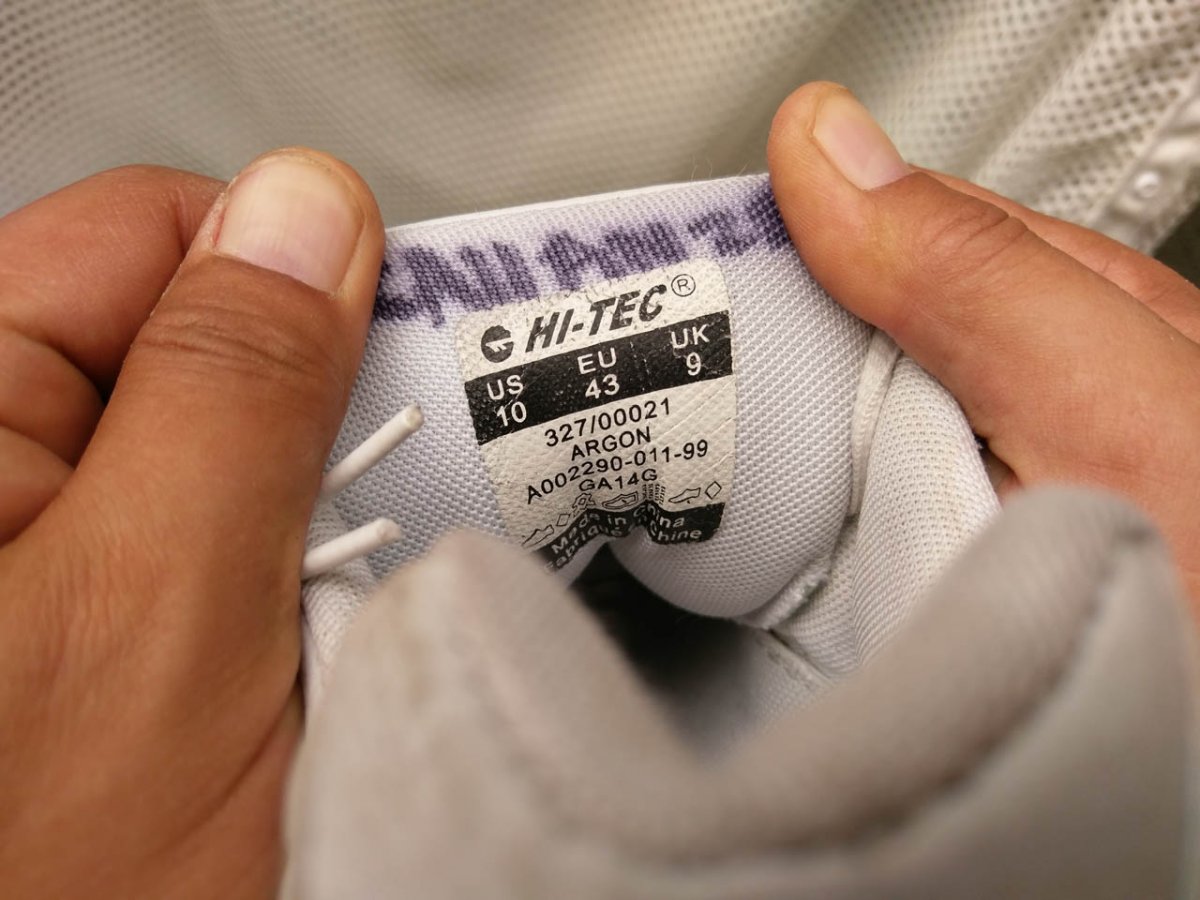 HI-TEC®
US EU UK
10 43 9
327/00021
ARGON
A002290-011-99
GA14G
Made in China